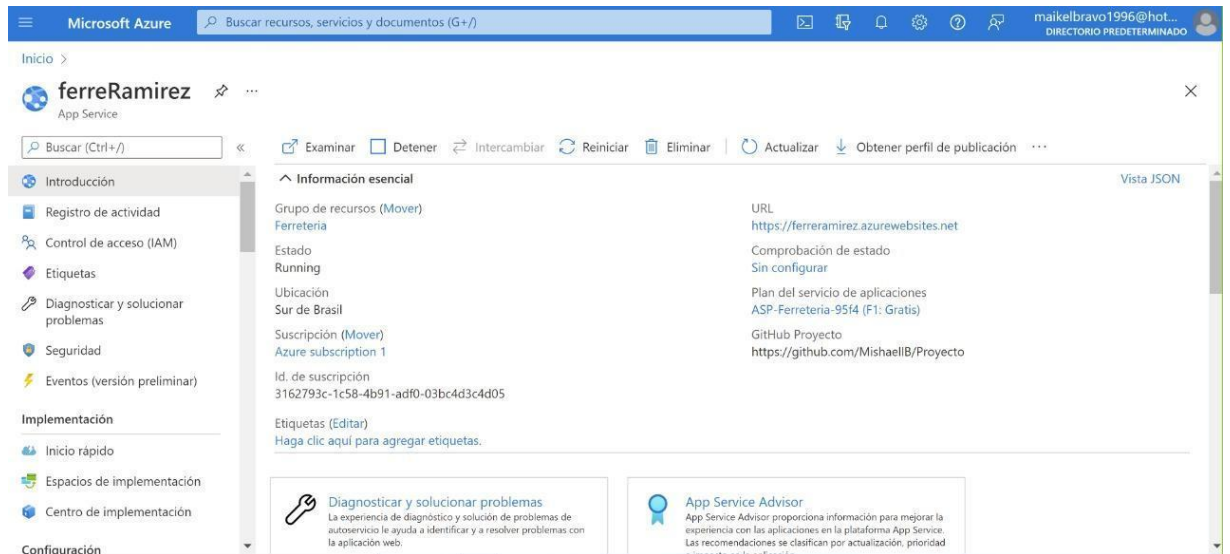 Microsoft Azure
Buscar recursos, servicios y documentos (G+/)
maikelbravo1996@hot...
DIRECTORIO PREDETERMINADO
Inicio >
ferreRamirez
App Service
Buscar (Ctrl+/)
Introducción
Registro de actividad
Control de acceso (IAM)
Etiquetas
Diagnosticar y solucionar
problemas
Seguridad
Eventos (versión preliminar)
Implementación
Inicio rápido
Espacios de implementación
Centro de implementación
Configuración
Examinar Detener Intercambiar Reiniciar Eliminar Actualizar Obtener perfil de publicación
Información esencial
Vista JSON
Grupo de recursos (Mover)
Ferreteria
Estado
Running
Ubicación
Sur de Brasil
Suscripción (Mover)
Azure subscription 1
Id. de suscripción
3162793c-1c58-4b91-adf0-03bc4d3c4d05
Etiquetas (Editar)
Haga clic aquí para agregar etiquetas.
URL
https://ferreramirez.azurewebsites.net
Comprobación de estado
Sin configurar
Plan del servicio de aplicaciones
ASP-Ferreteria-95f4 (F1: Gratis)
GitHub Proyecto
https://github.com/MishaellB/Proyecto
Diagnosticar y solucionar problemas
La experiencia de diagnóstico y solución de problemas de
autoservicio le ayuda a identificar y a resolver problemas con
la aplicación web.
App Service Advisor
App Service Advisor proporciona información para mejorar la
experiencia con las aplicaciones en la plataforma App Service.
Las recomendaciones se clasifican por actualización, prioridad